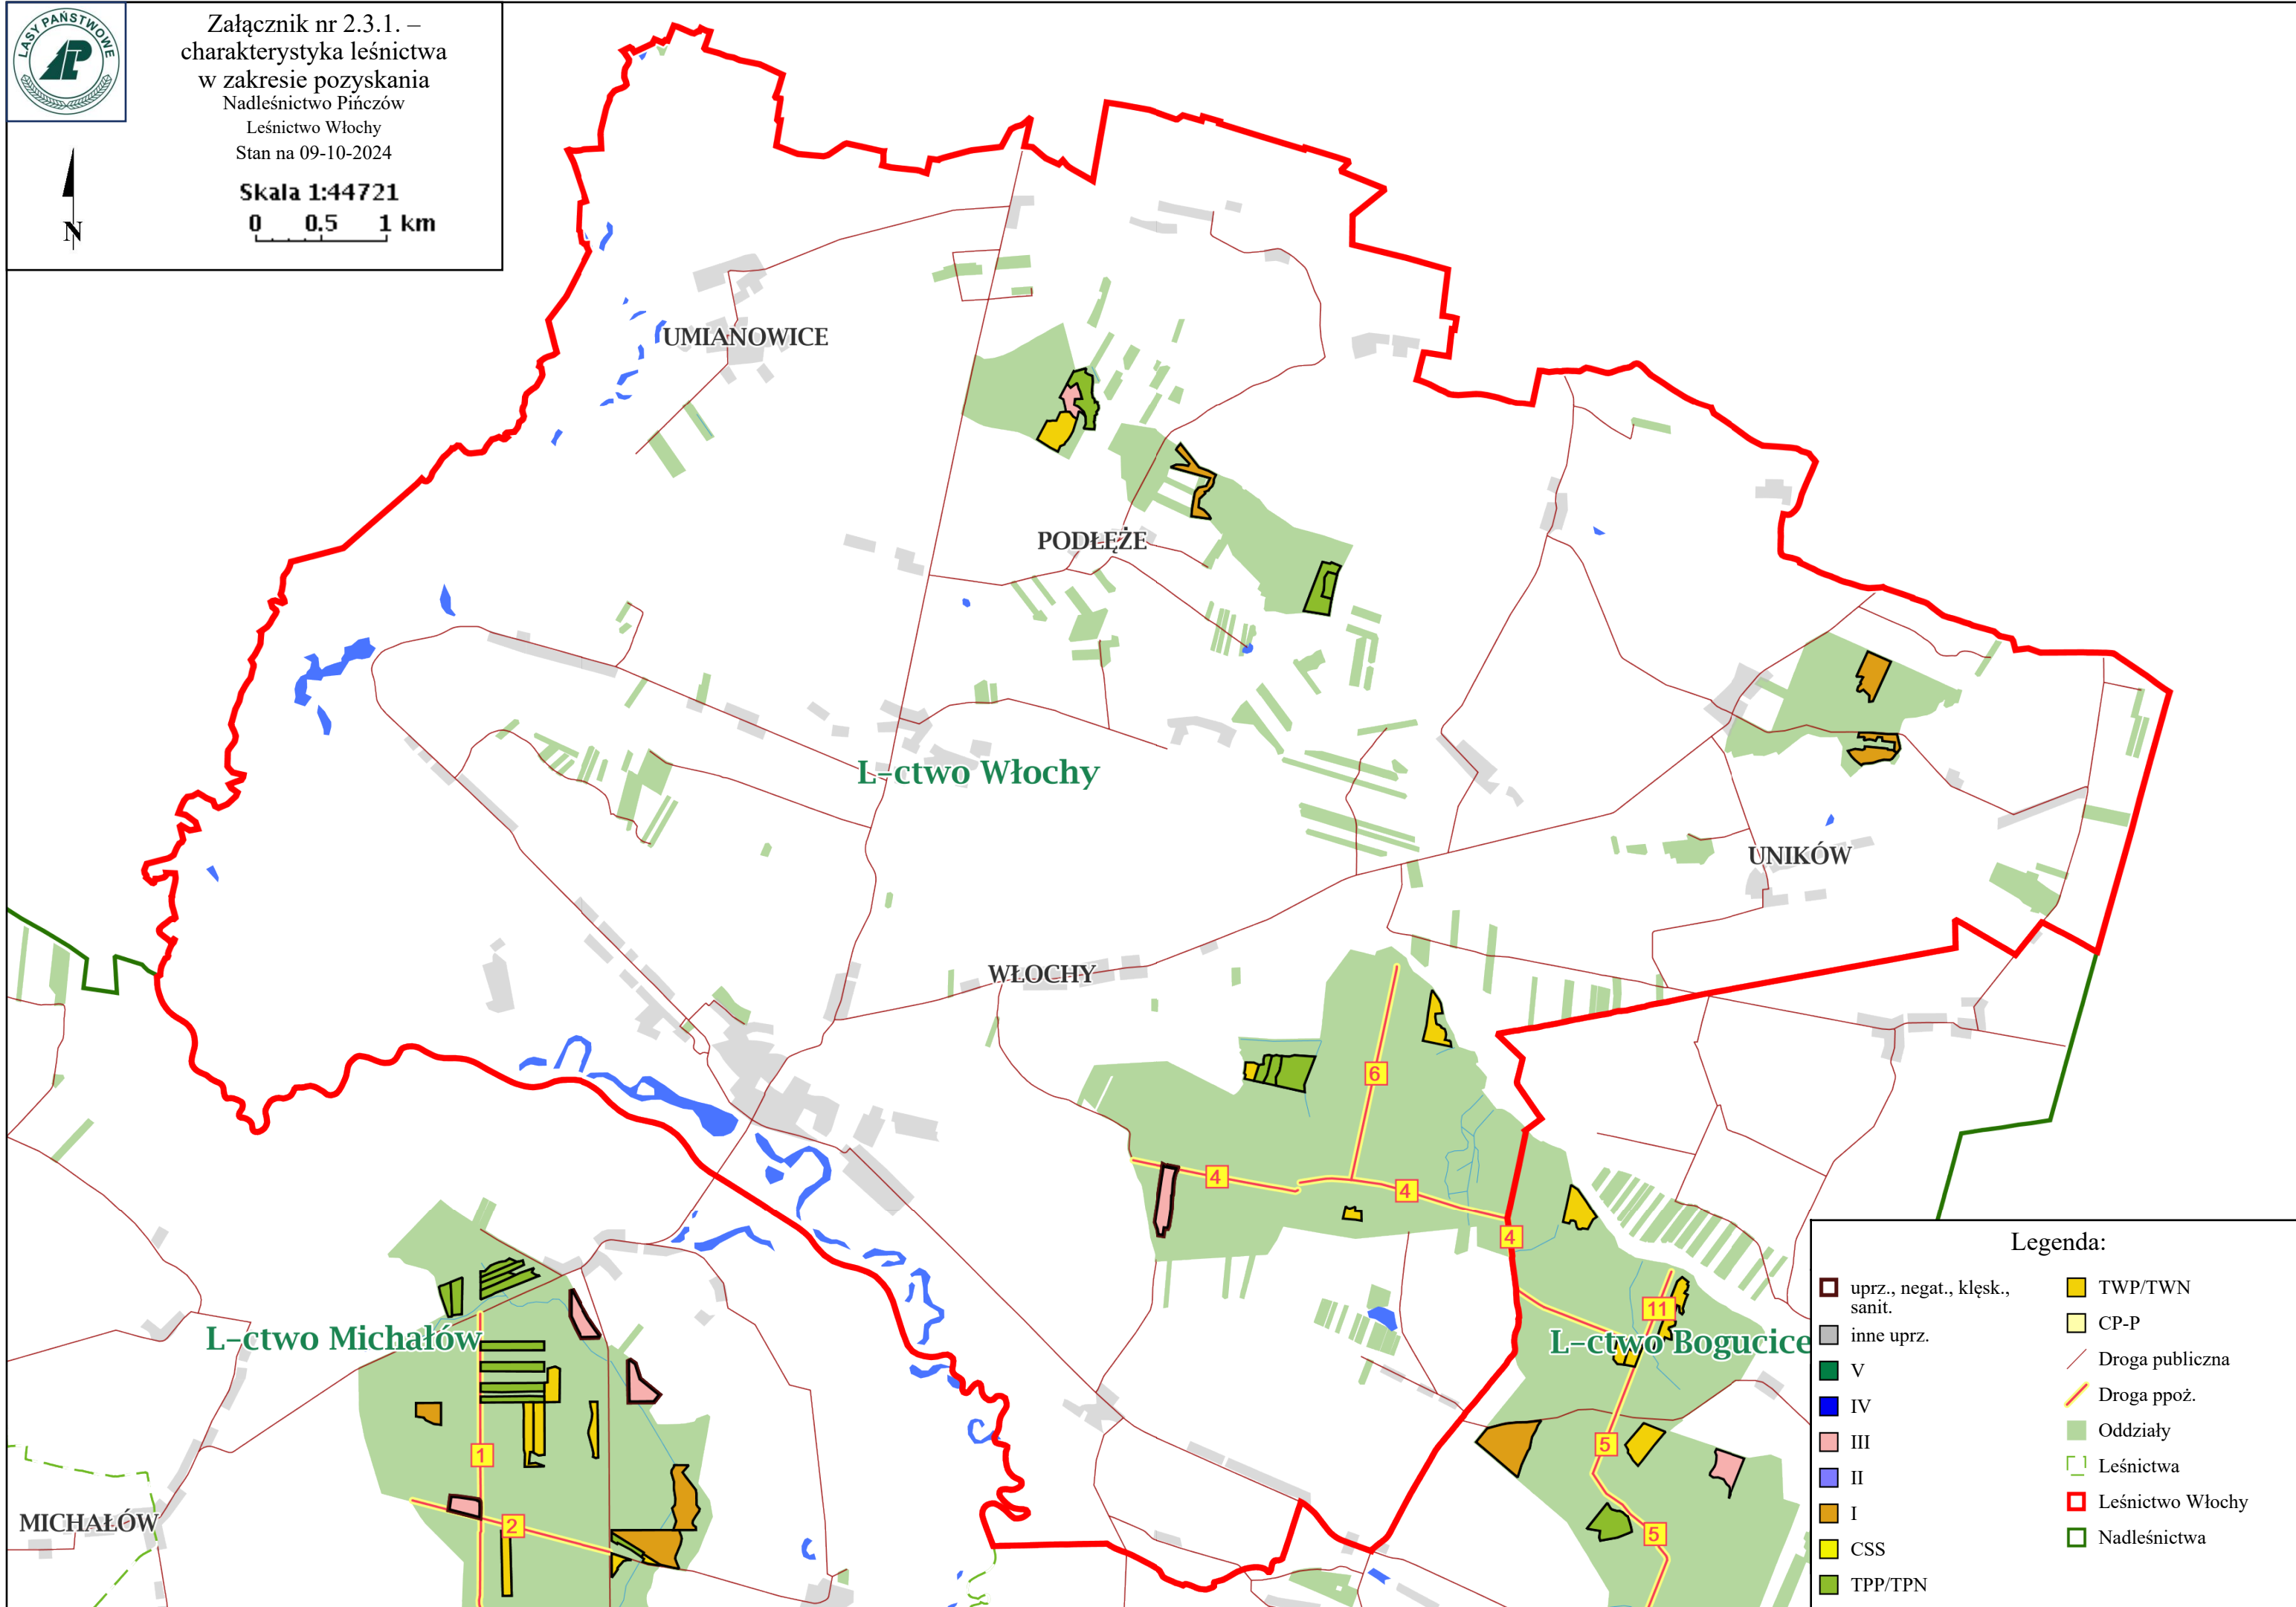 LASY PAŃSTWOWE
Załącznik nr 2.3.1. –
charakterystyka leśnictwa
w zakresie pozyskania
Nadleśnictwo Pińczów
Leśnictwo Włochy
Stan na 09-10-2024
Skala 1:44721
0 0.5 1 km
N
UMIANOWICE
PODŁĘŻE
L-ctwo Włochy
UNIKÓW
WŁOCHY
6
4
4
4
11
L-ctwo Michałów
L-ctwo Bogucice
1
5
2
5
MICHAŁÓW
Legenda:
uprz., negat., klęsk.,
sanit.
inne uprz.
V
IV
III
II
I
CSS
TPP/TPN
TWP/TWN
CP-P
Droga publiczna
Droga ppoż.
Oddziały
Leśnictwa
Leśnictwo Włochy
Nadleśnictwa